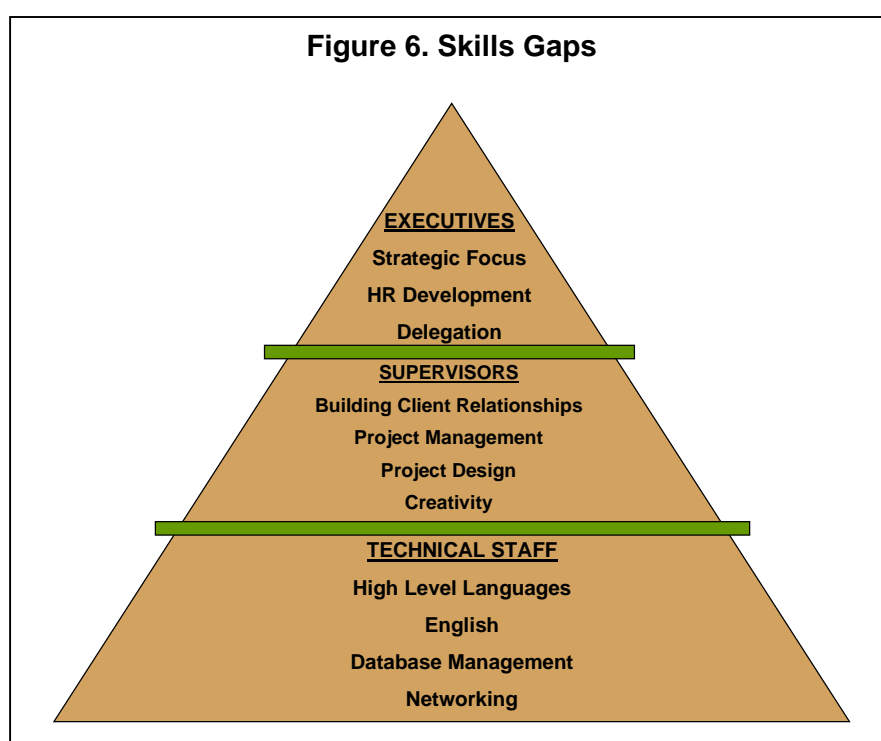 Figure 6. Skills Gaps
EXECUTIVES
Strategic Focus
HR Development
Delegation
SUPERVISORS
Building Client Relationships
Project Management
Project Design
Creativity
TECHNICAL STAFF
High Level Languages
English
Database Management
Networking